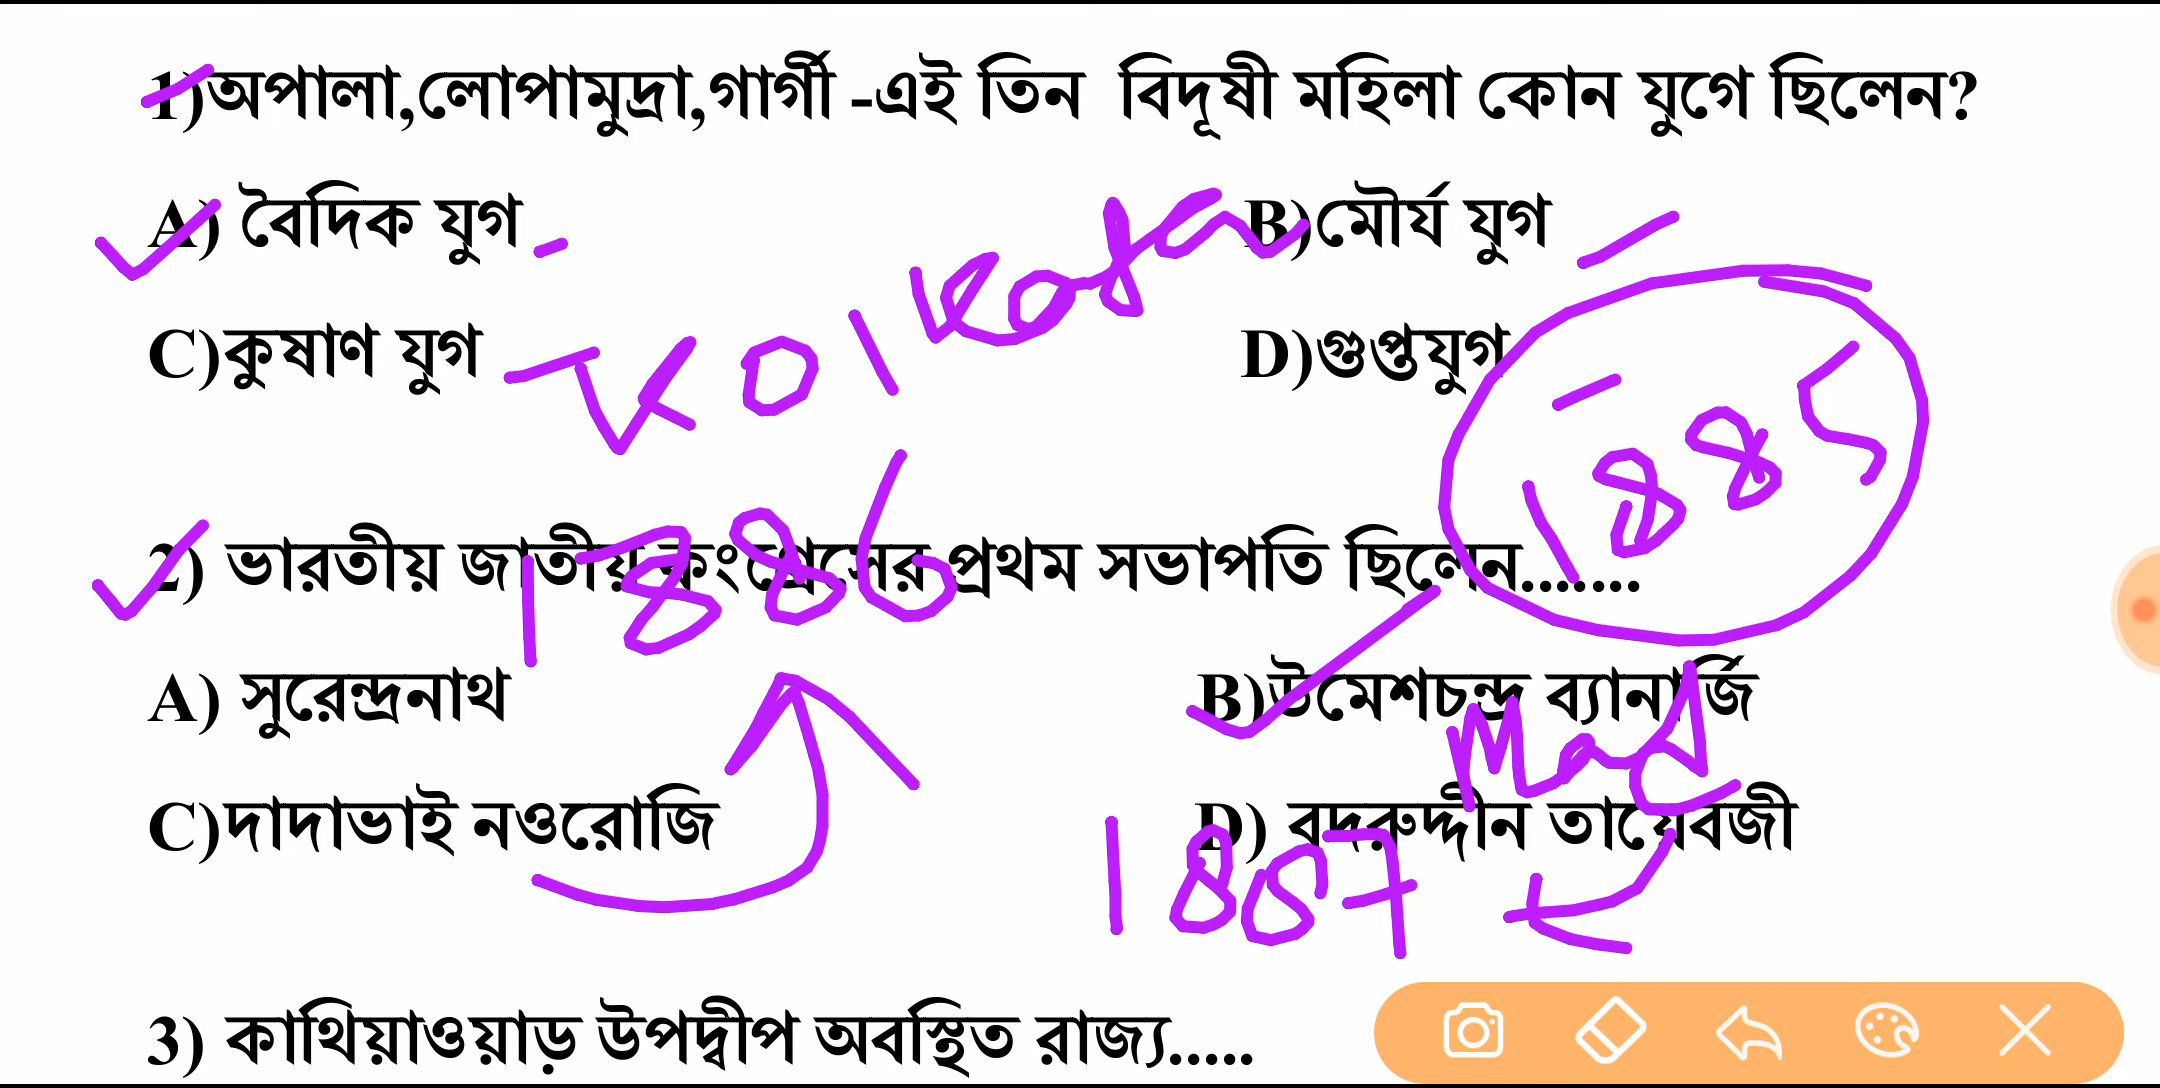 1)অপালা,লোপামুদ্রা,গার্গী -এই তিন বিদূষী মহিলা কোন যুগে ছিলেন?
A) বৈদিক যুগ B)মৌর্য যুগ
Kolkata
C)কুষাণ যুগ D)গুপ্তযুগ
1885
1886
2) ভারতীয় জাতীয় কংগ্রেসের প্রথম সভাপতি ছিলেন.......
A) সুরেন্দ্রনাথ B)উমেশচন্দ্র ব্যানার্জি
Mad
C)দাদাভাই নওরোজি D) বদরুদ্দীন তায়েবজী
1887
3) কাথিয়াওয়াড় উপদ্বীপ অবস্থিত রাজ্য.....